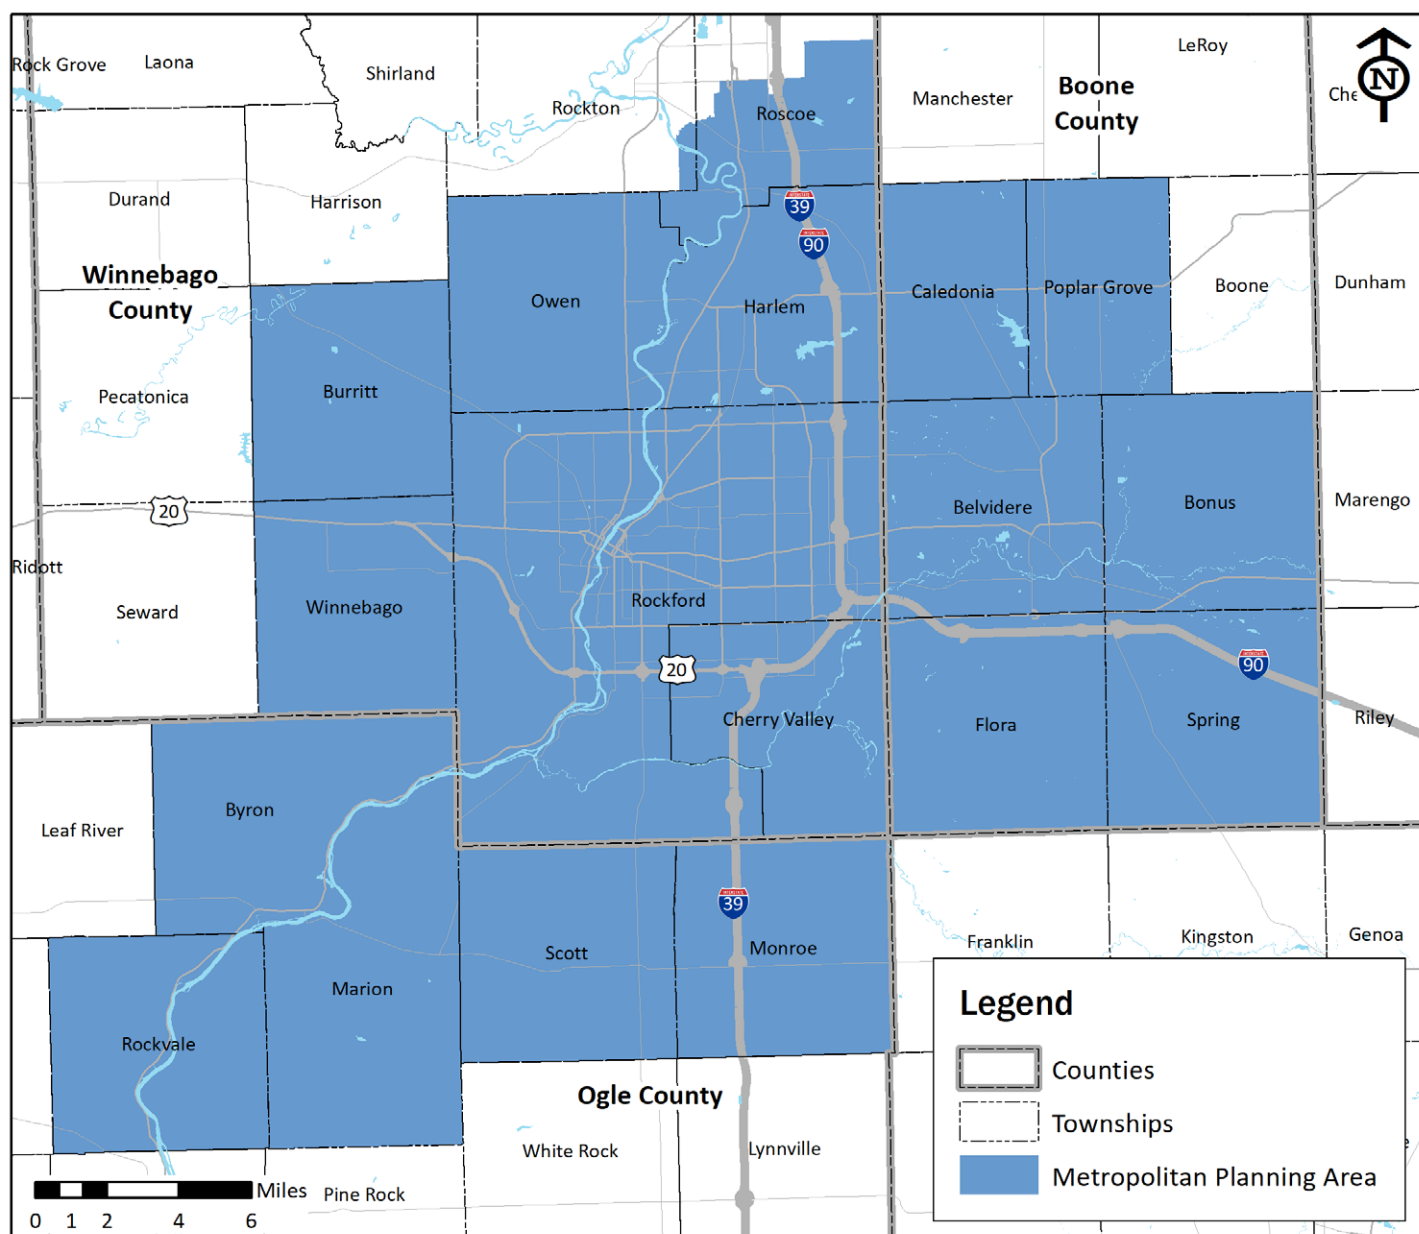 LeRoy
Rock Grove
Laona
Shirland
Rockton
Roscoe
Manchester
Boone
County
N
Durand
Harrison
39
90
Winnebago
County
Owen
Harlem
Caledonia
Poplar Grove
Boone
Dunham
Pecatonica
Burritt
20
Belvidere
Bonus
Marengo
Ridott
Seward
Winnebago
Rockford
20
90
Cherry Valley
Flora
Spring
Riley
Byron
Leaf River
39
Scott
Monroe
Franklin
Kingston
Genoa
Marion
Rockvale
Ogle County
White Rock
Lynnville
Pine Rock
Miles
0 1 2 4 6
Legend
Counties
Townships
Metropolitan Planning Area